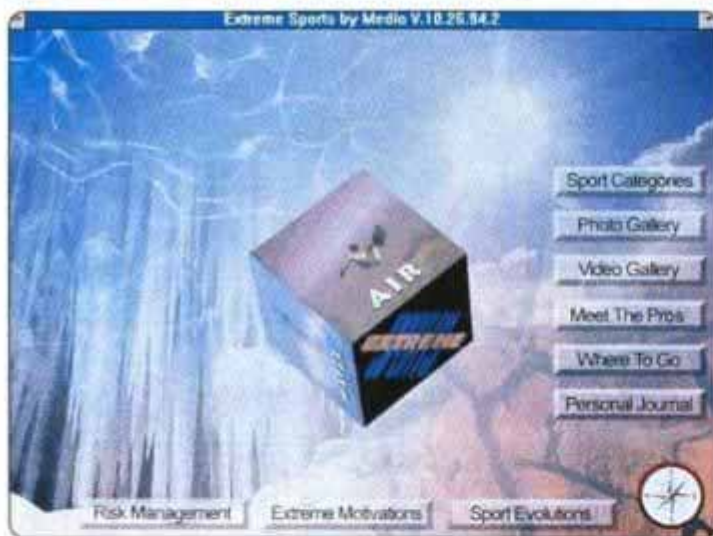 Extreme Sports by Medio V.10.26.94.2
Sport Categories
Photo Gallery
Video Gallery
Meet The Pros
Where To Go
Personal Journal
AIR
EXTREME
Risk Management
Extreme Motivations
Sport Evolutions